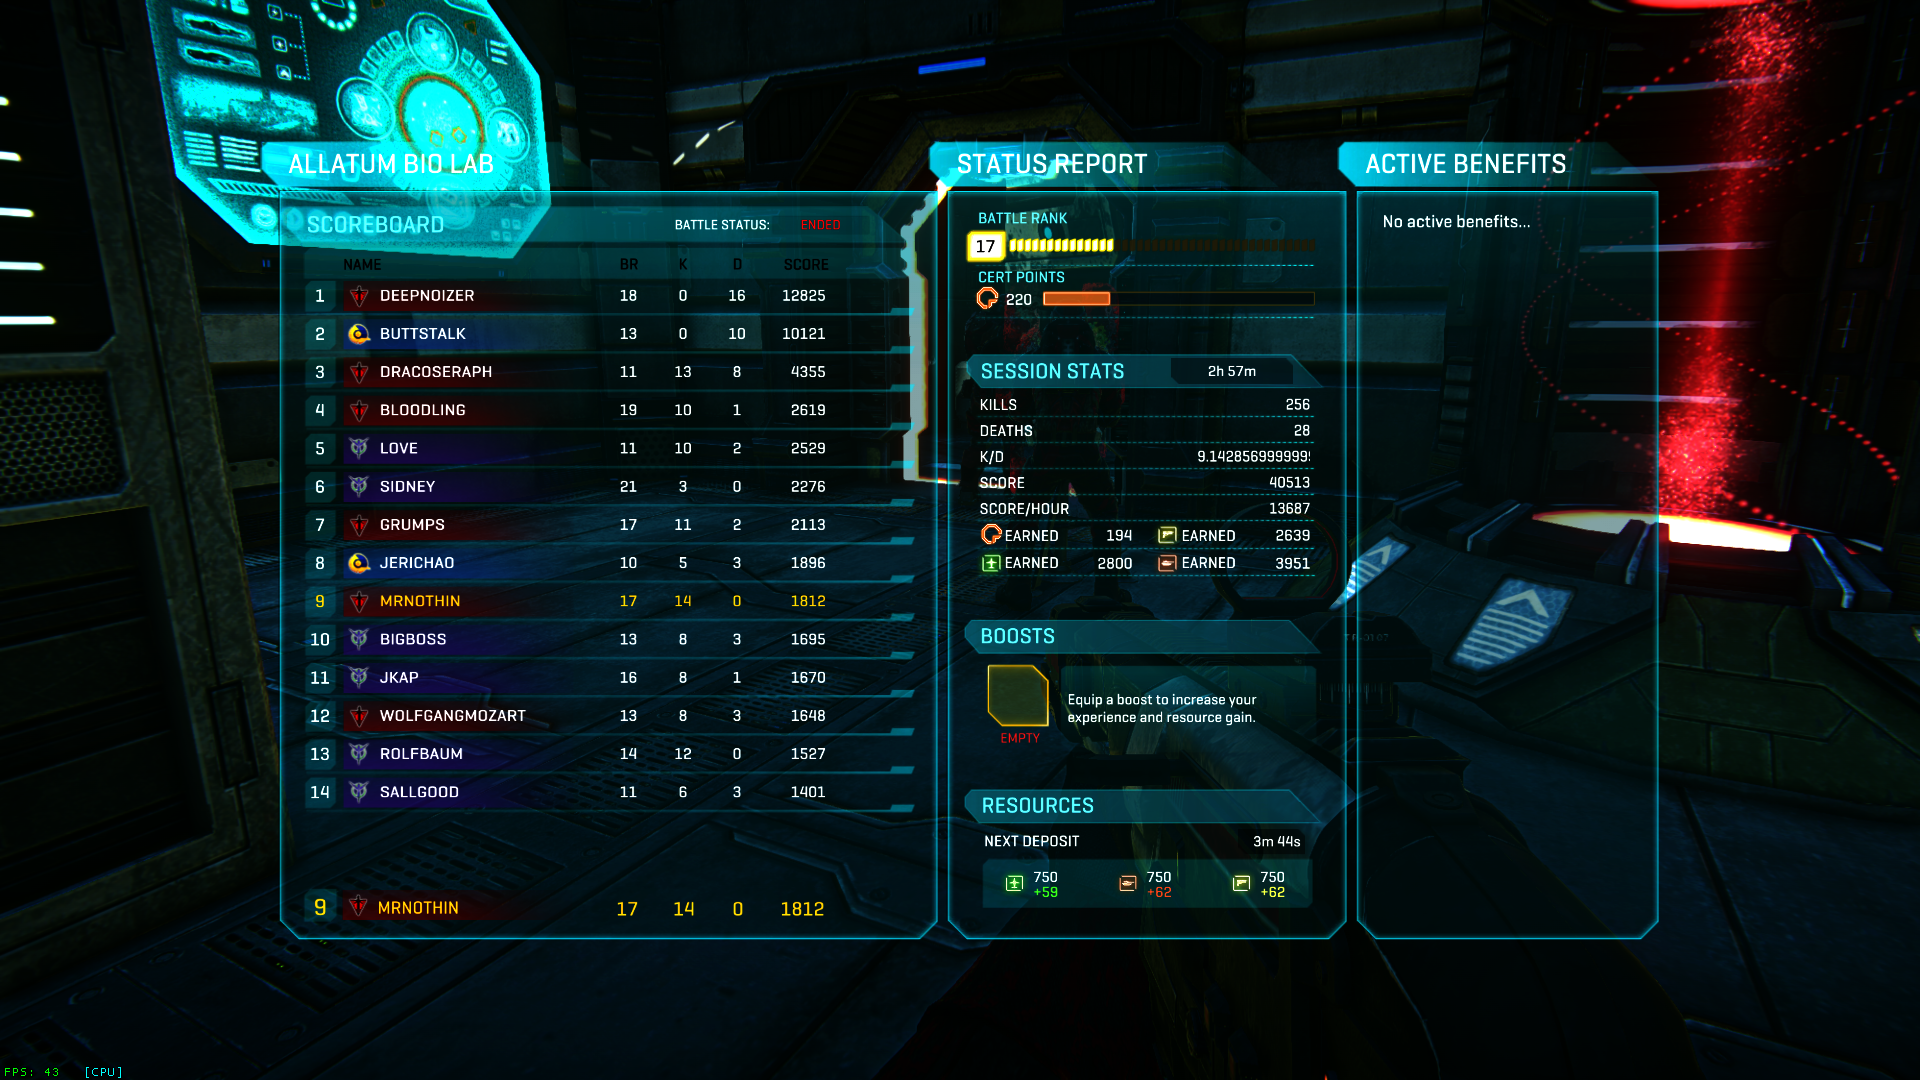 ALLATUM BIO LAB
SCOREBOARD BATTLE STATUS: ENDED
NAME BR K D SCORE
1 DEEPNOIZER 18 0 16 12825
2 BUTTSTALK 13 0 10 10121
3 DRACOSERAPH 11 13 8 4355
4 BLOODLING 19 10 1 2619
5 LOVE 11 10 2 2529
6 SIDNEY 21 3 0 2276
7 GRUMPS 17 11 2 2113
8 JERICHAO 10 5 3 1896
9 MRNOTHIN 17 14 0 1812
10 BIGBOSS 13 8 3 1695
11 JKAP 16 8 1 1670
12 WOLFGANGMOZART 13 8 3 1648
13 ROLFBAUM 14 12 0 1527
14 SALLGOOD 11 6 3 1401
9 MRNOTHIN 17 14 0 1812
STATUS REPORT
BATTLE RANK
17
CERT POINTS
220
SESSION STATS 2h 57m
KILLS 256
DEATHS 28
K/D 9.1428569999999
SCORE 40513
SCORE/HOUR 13687
EARNED 194 EARNED 2639
EARNED 2800 EARNED 3951
BOOSTS
Equip a boost to increase your
experience and resource gain.
EMPTY
RESOURCES
NEXT DEPOSIT 3m 44s
750 750 750
+59 +62 +62
ACTIVE BENEFITS
No active benefits...
FPS: 43 [CPU]